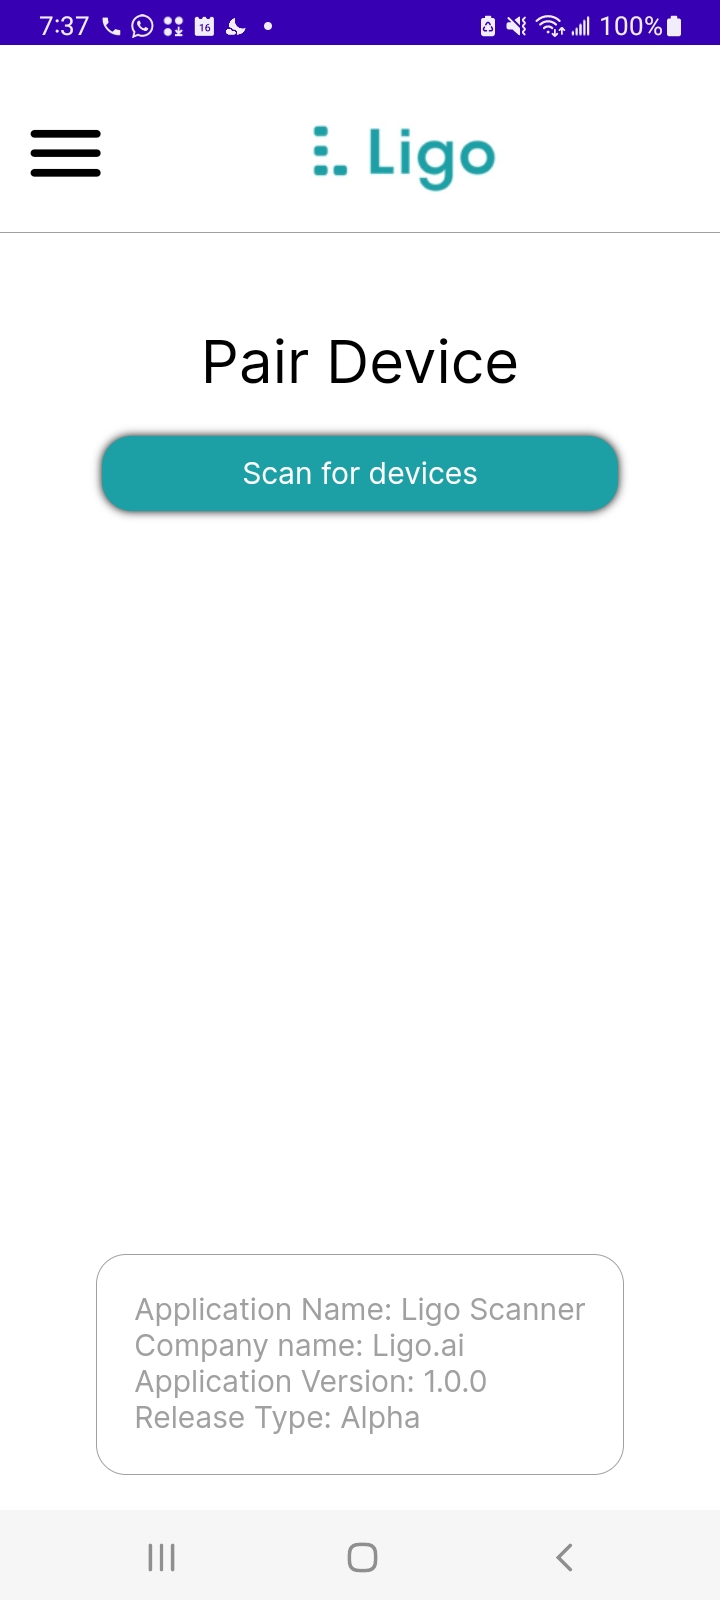 7:37 16 100%
Ligo
Pair Device
Scan for devices
Application Name: Ligo Scanner
Company name: Ligo.ai
Application Version: 1.0.0
Release Type: Alpha